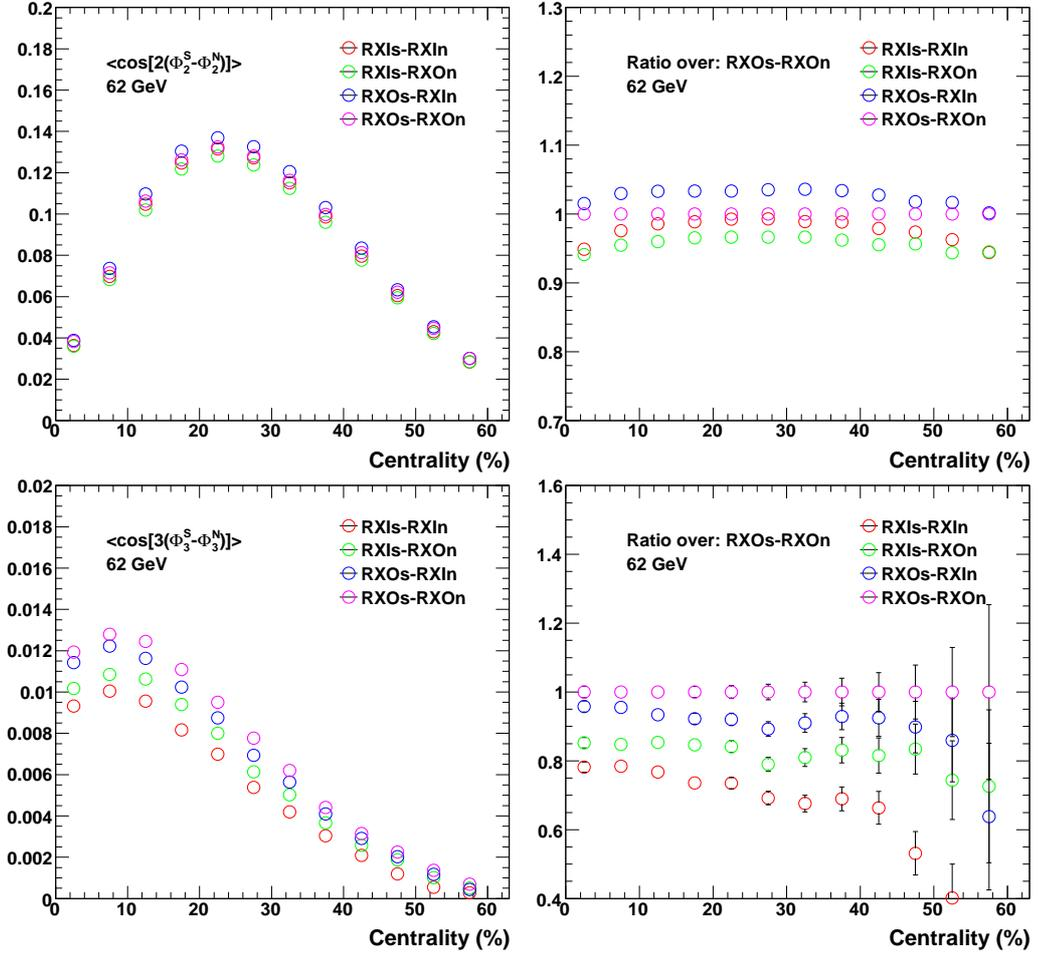 0.2
0.18
0.16
0.14
0.12
0.1
0.08
0.06
0.04
0.02
0
<cos[2(Φ₂ˢ-Φ₂ᴺ)]>
62 GeV
RXIs-RXIn
RXIs-RXOn
RXOs-RXIn
RXOs-RXOn
0 10 20 30 40 50 60
Centrality (%)
1.3
1.2
1.1
1
0.9
0.8
0.7
Ratio over: RXOs-RXOn
62 GeV
RXIs-RXIn
RXIs-RXOn
RXOs-RXIn
RXOs-RXOn
0 10 20 30 40 50 60
Centrality (%)
0.02
0.018
0.016
0.014
0.012
0.01
0.008
0.006
0.004
0.002
0
<cos[3(Φ₃ˢ-Φ₃ᴺ)]>
62 GeV
RXIs-RXIn
RXIs-RXOn
RXOs-RXIn
RXOs-RXOn
0 10 20 30 40 50 60
Centrality (%)
1.6
1.4
1.2
1
0.8
0.6
0.4
Ratio over: RXOs-RXOn
62 GeV
RXIs-RXIn
RXIs-RXOn
RXOs-RXIn
RXOs-RXOn
0 10 20 30 40 50 60
Centrality (%)